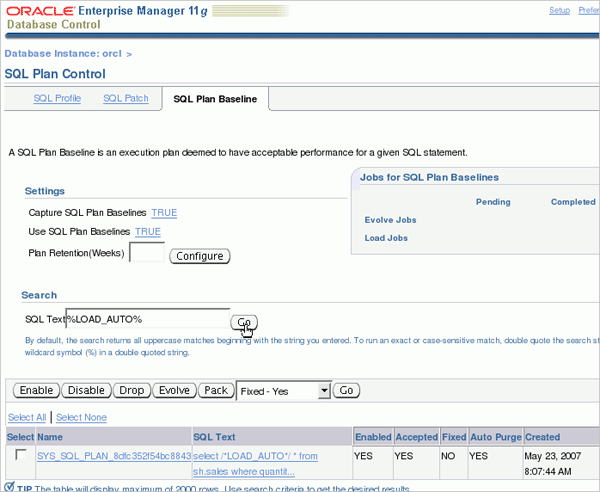 ORACLE Enterprise Manager 11g
Database Control
Setup Prefer
Database Instance: orcl >
SQL Plan Control
SQL Profile SQL Patch SQL Plan Baseline
A SQL Plan Baseline is an execution plan deemed to have acceptable performance for a given SQL statement.
Settings
Capture SQL Plan Baselines TRUE
Use SQL Plan Baselines TRUE
Plan Retention(Weeks) Configure
Jobs for SQL Plan Baselines
Pending Completed
Evolve Jobs
Load Jobs
Search
SQL Text %LOAD_AUTO% Go
By default, the search returns all uppercase matches beginning with the string you entered. To run an exact or case-sensitive match, double quote the search st
wildcard symbol (%) in a double quoted string.
Enable Disable Drop Evolve Pack Fixed - Yes Go
Select All | Select None
Select Name SQL Text Enabled Accepted Fixed Auto Purge Created
SYS_SQL_PLAN_8dfc352f54bc8843 select /*LOAD_AUTO*/ * from YES YES NO YES May 23, 2007
sh.sales where quantit... 8:07:44 AM
TIP The table will display maximum of 2000 rows. Use search criteria to get the desired results.